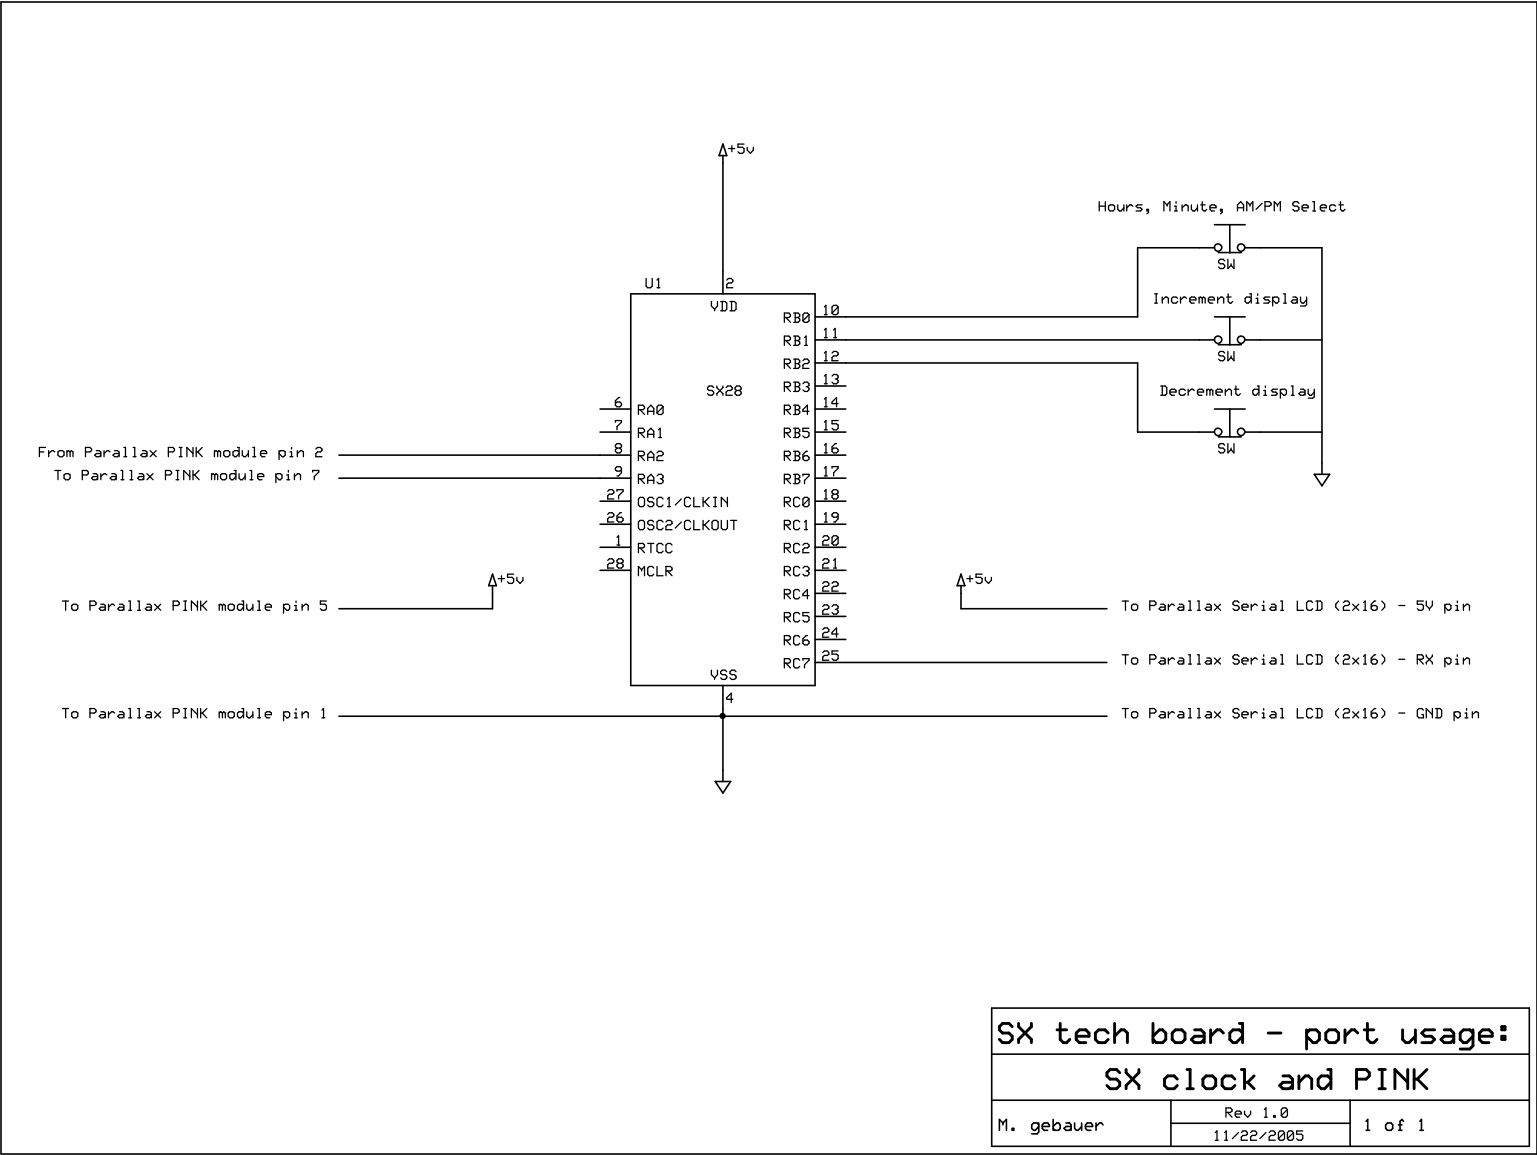 +5v
Hours, Minute, AM/PM Select
SW
U1
2
VDD
Increment display
SW
RB0 10
RB1 11
RB2 12
RB3 13
SX28
Decrement display
SW
6 RA0
RB4 14
7 RA1
RB5 15
From Parallax PINK module pin 2
8 RA2
RB6 16
To Parallax PINK module pin 7
9 RA3
RB7 17
27 OSC1/CLKIN
RC0 18
26 OSC2/CLKOUT
RC1 19
1 RTCC
RC2 20
28 MCLR
RC3 21
+5v
+5v
RC4 22
To Parallax PINK module pin 5
RC5 23
To Parallax Serial LCD (2x16) - 5V pin
RC6 24
RC7 25
To Parallax Serial LCD (2x16) - RX pin
VSS
4
To Parallax PINK module pin 1
To Parallax Serial LCD (2x16) - GND pin
SX tech board - port usage:
SX clock and PINK
M. gebauer
Rev 1.0
11/22/2005
1 of 1